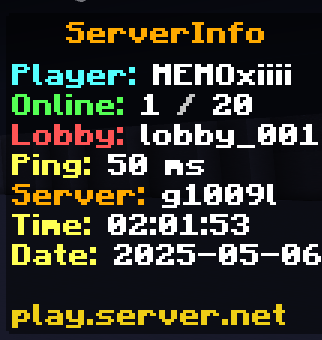 ServerInfo
Player: MEMOxiiii
Online: 1 / 20
Lobby: lobby_001
Ping: 50 ms
Server: g1009l
Time: 02:01:53
Date: 2025-05-06
play.server.net